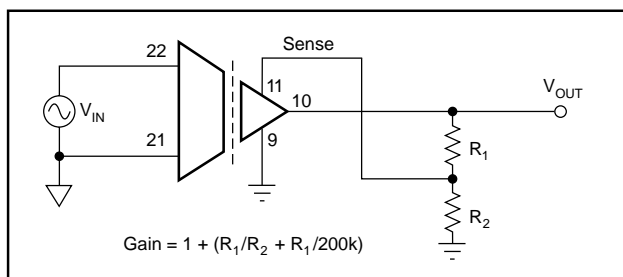 Sense
22
11
10
V_OUT
V_IN
21
9
R_1
R_2
Gain = 1 + (R_1/R_2 + R_1/200k)